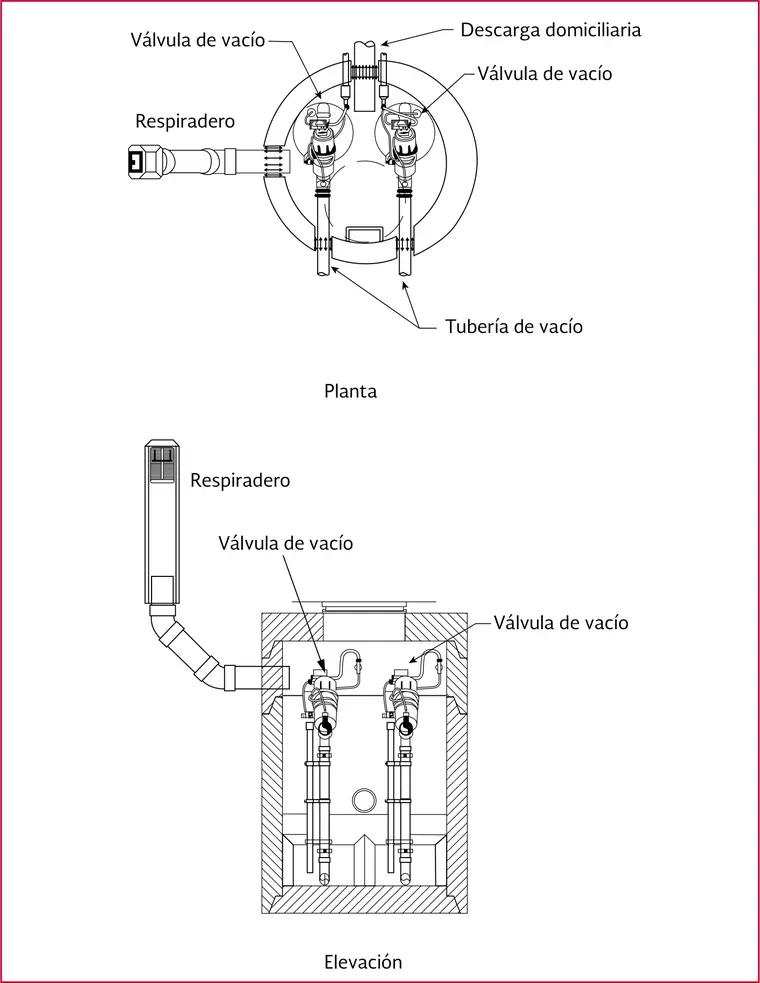 Descarga domiciliaria
Válvula de vacío
Válvula de vacío
Respiradero
Tubería de vacío
Planta
Respiradero
Válvula de vacío
Válvula de vacío
Elevación